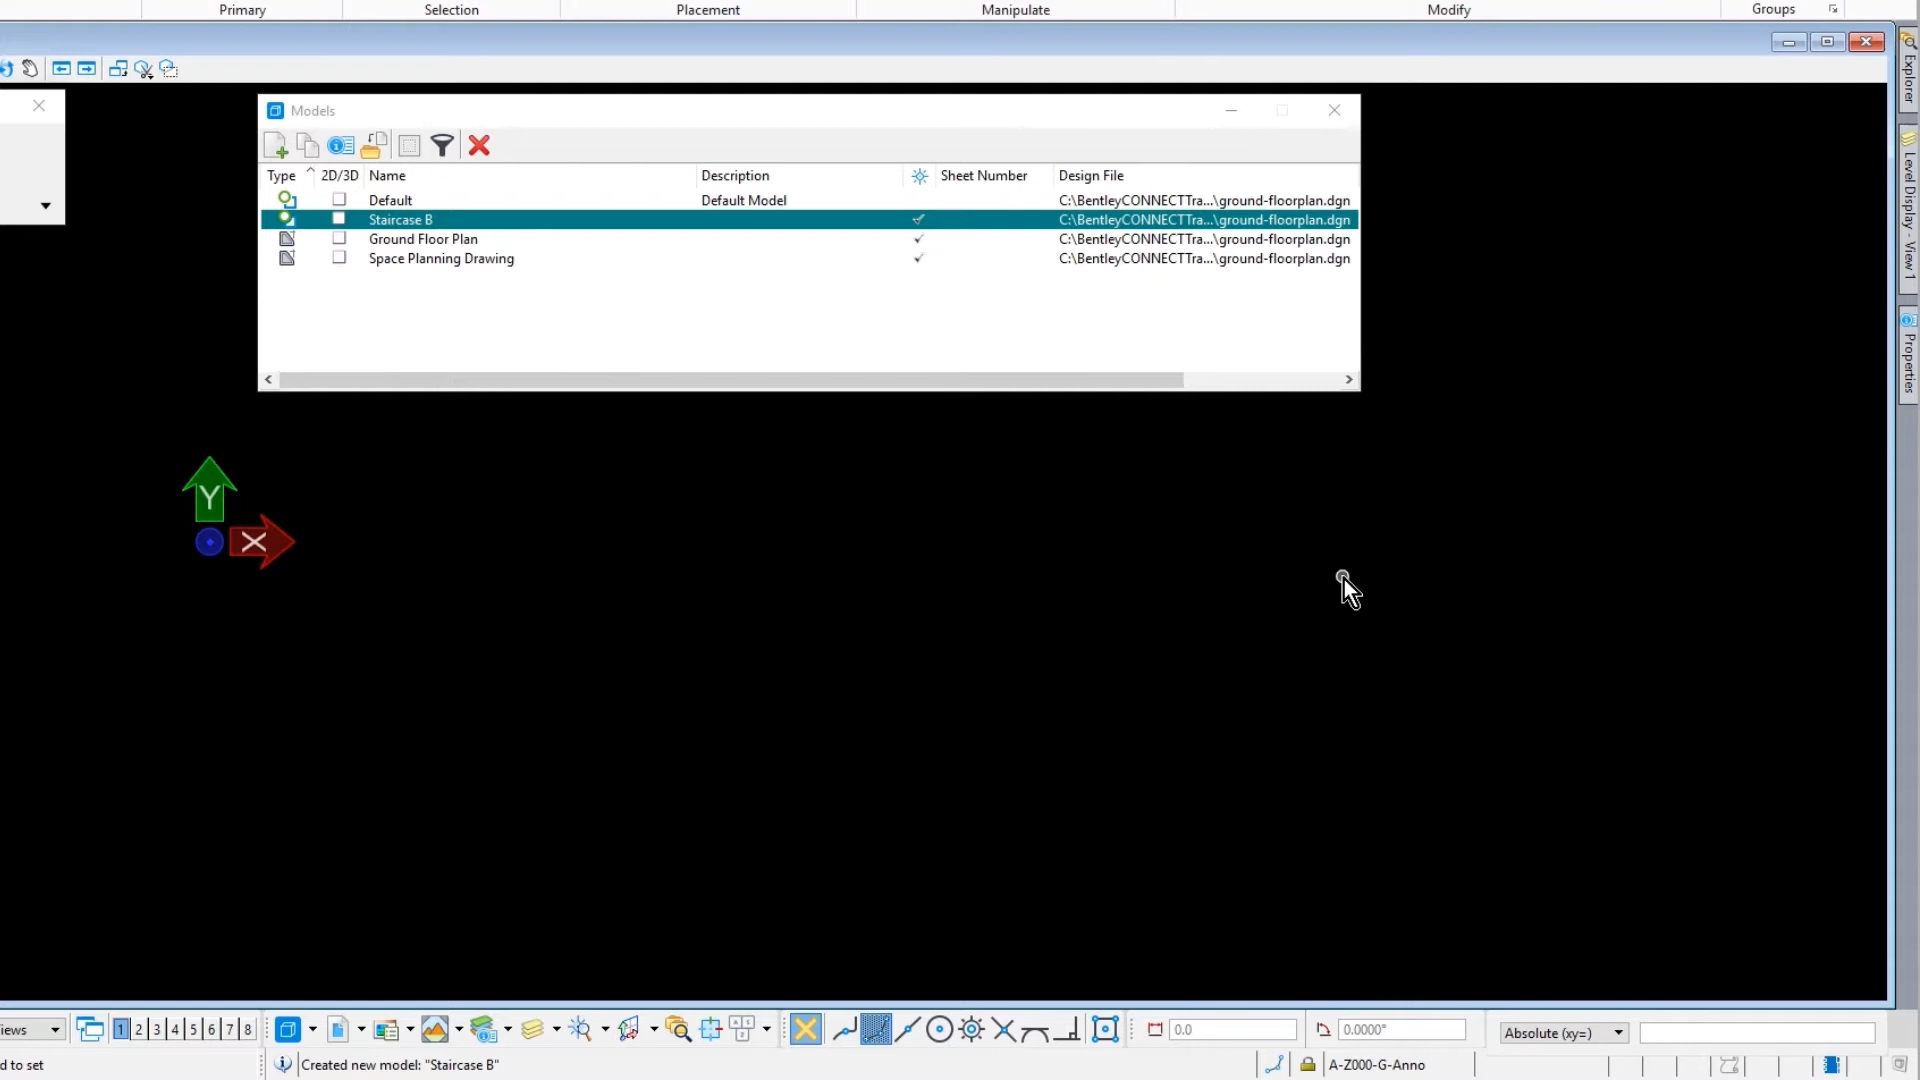 Primary Selection Placement Manipulate Modify Groups
Explorer
Level Display - View 1
Properties
Models
Type 2D/3D Name Description Sheet Number Design File
Default Default Model C:\BentleyCONNECTTra...\ground-floorplan.dgn
Staircase B C:\BentleyCONNECTTra...\ground-floorplan.dgn
Ground Floor Plan C:\BentleyCONNECTTra...\ground-floorplan.dgn
Space Planning Drawing C:\BentleyCONNECTTra...\ground-floorplan.dgn
Y
X
iews 1 2 3 4 5 6 7 8 0.0 0.0000° Absolute (xy=)
d to set Created new model: "Staircase B" A-Z000-G-Anno